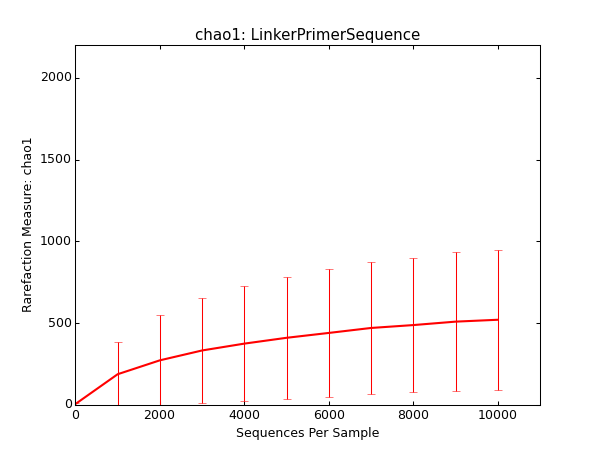 chao1: LinkerPrimerSequence
2000
1500
1000
500
0
Rarefaction Measure: chao1
0 2000 4000 6000 8000 10000
Sequences Per Sample